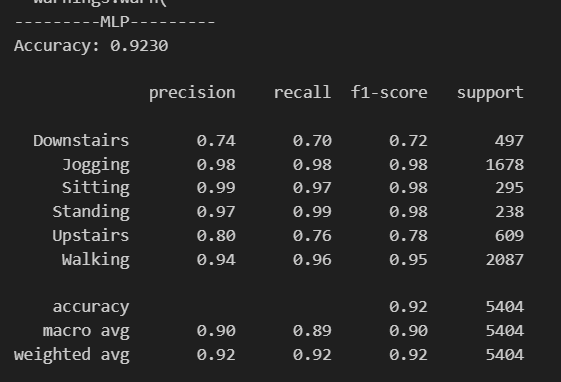 warnings.warn(
---------MLP---------
Accuracy: 0.9230
precision recall f1-score support
Downstairs 0.74 0.70 0.72 497
Jogging 0.98 0.98 0.98 1678
Sitting 0.99 0.97 0.98 295
Standing 0.97 0.99 0.98 238
Upstairs 0.80 0.76 0.78 609
Walking 0.94 0.96 0.95 2087
accuracy 0.92 5404
macro avg 0.90 0.89 0.90 5404
weighted avg 0.92 0.92 0.92 5404